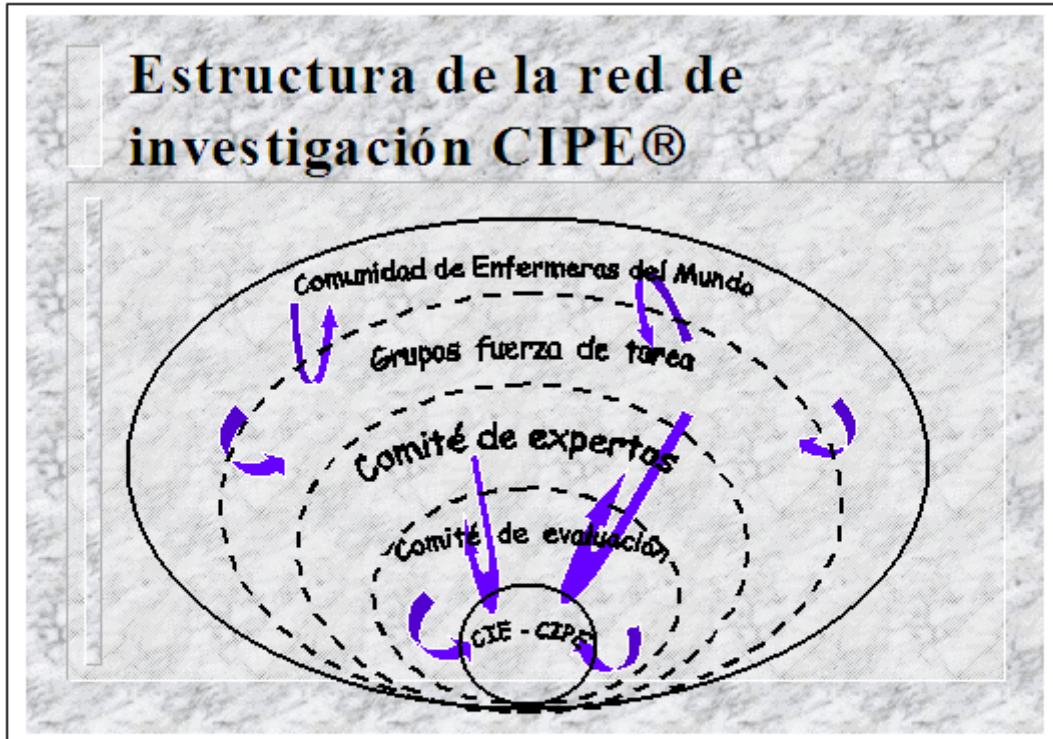 Estructura de la red de
investigación CIPE®
Comunidad de Enfermeras del Mundo
Grupos fuerza de tarea
Comité de expertas
Comité de evaluación
CIE - CIPE